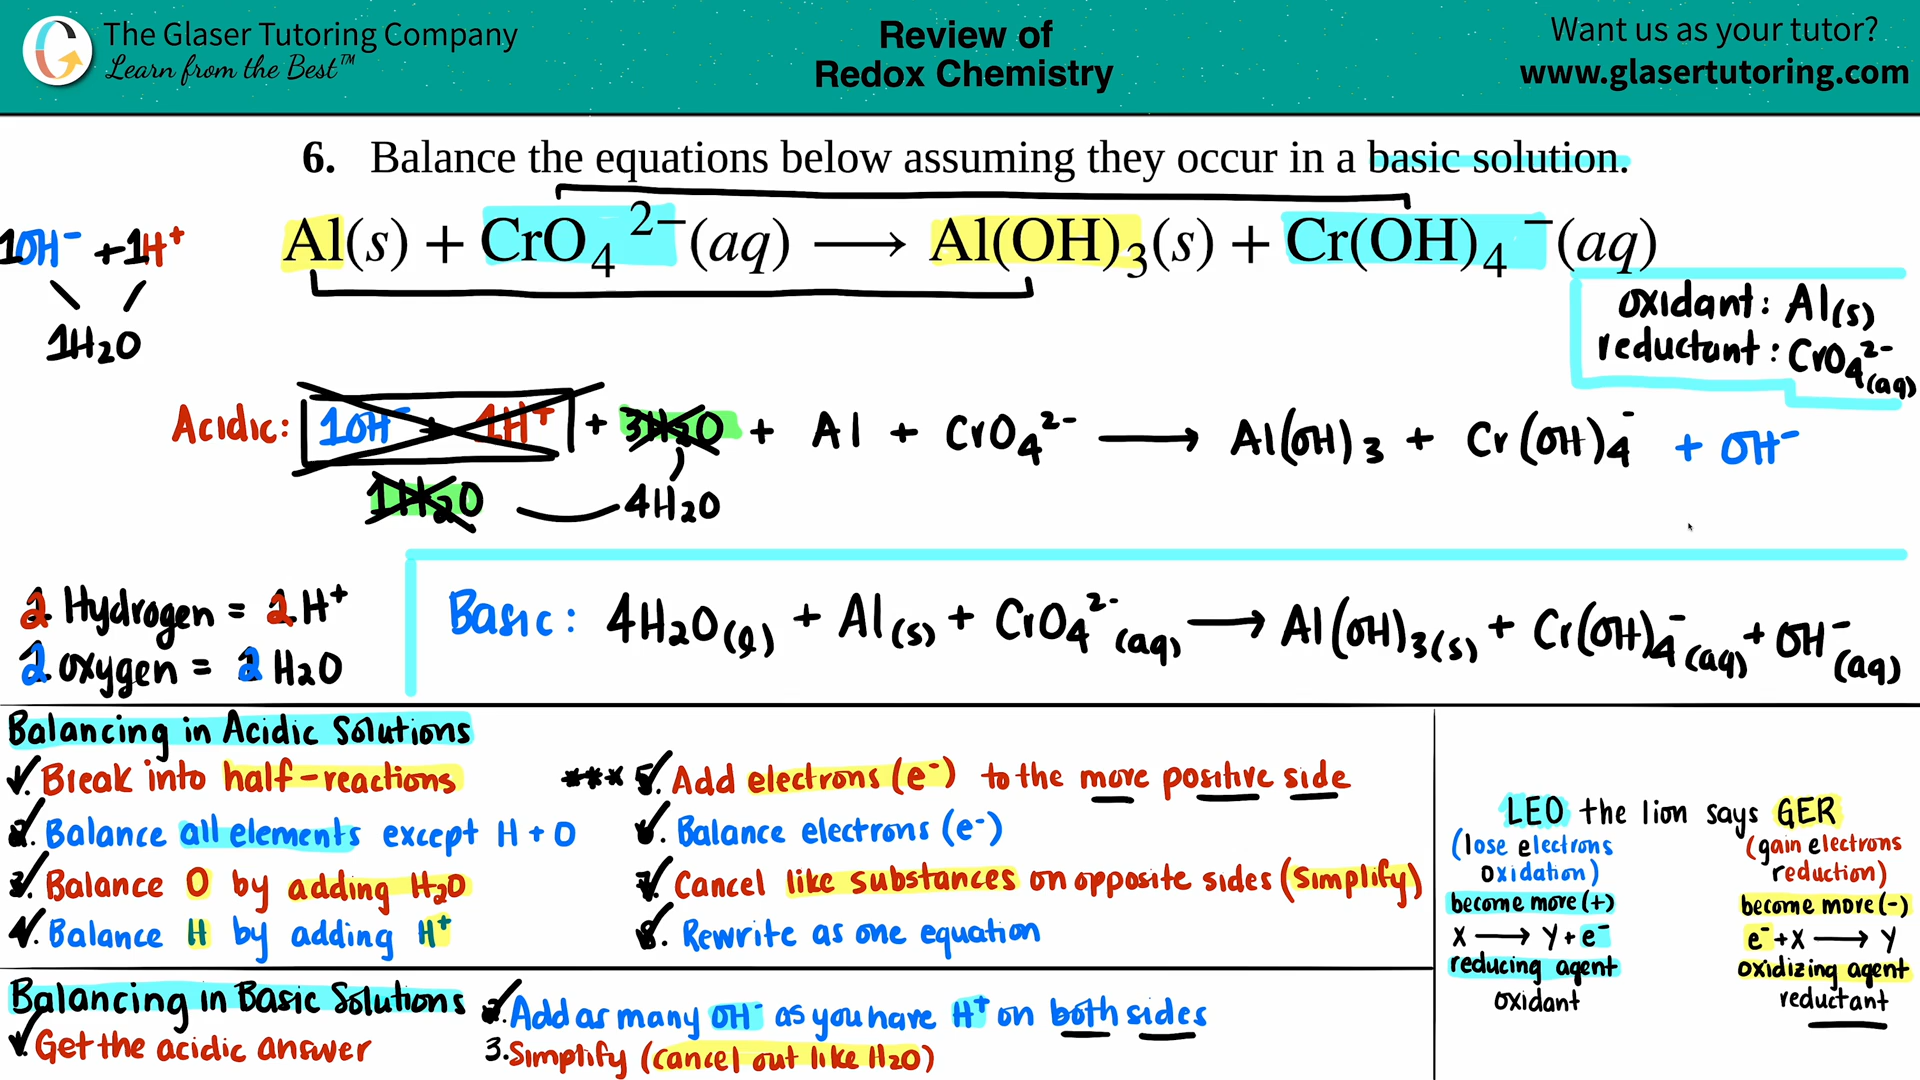 The Glaser Tutoring Company
Learn from the Best™
Review of
Redox Chemistry
Want us as your tutor?
www.glasertutoring.com
6. Balance the equations below assuming they occur in a basic solution.
Al(s) + CrO₄²⁻(aq) ⟶ Al(OH)₃(s) + Cr(OH)₄⁻(aq)
1OH⁻ + 1H⁺
1H₂O
oxidant: Al(s)
reductant: CrO₄²⁻(aq)
Acidic: 1OH⁻ + 1H⁺ + 3H₂O + Al + CrO₄²⁻ ⟶ Al(OH)₃ + Cr(OH)₄⁻ + OH⁻
1H₂O 4H₂O
2 Hydrogen = 2H⁺
2 oxygen = 2 H₂O
Basic: 4H₂O(l) + Al(s) + CrO₄²⁻(aq) ⟶ Al(OH)₃(s) + Cr(OH)₄⁻(aq) + OH⁻(aq)
Balancing in Acidic Solutions
1. Break into half-reactions
2. Balance all elements except H + O
3. Balance O by adding H₂O
4. Balance H by adding H⁺
*** 5. Add electrons (e⁻) to the more positive side
6. Balance electrons (e⁻)
7. Cancel like substances on opposite sides (simplify)
8. Rewrite as one equation
Balancing in Basic Solutions
1. Get the acidic answer
2. Add as many OH⁻ as you have H⁺ on both sides
3. Simplify (cancel out like H₂O)
LEO the lion says GER
(lose electrons
oxidation)
become more (+)
X ⟶ Y + e⁻
reducing agent
oxidant
(gain electrons
reduction)
become more (-)
e⁻ + X ⟶ Y
oxidizing agent
reductant